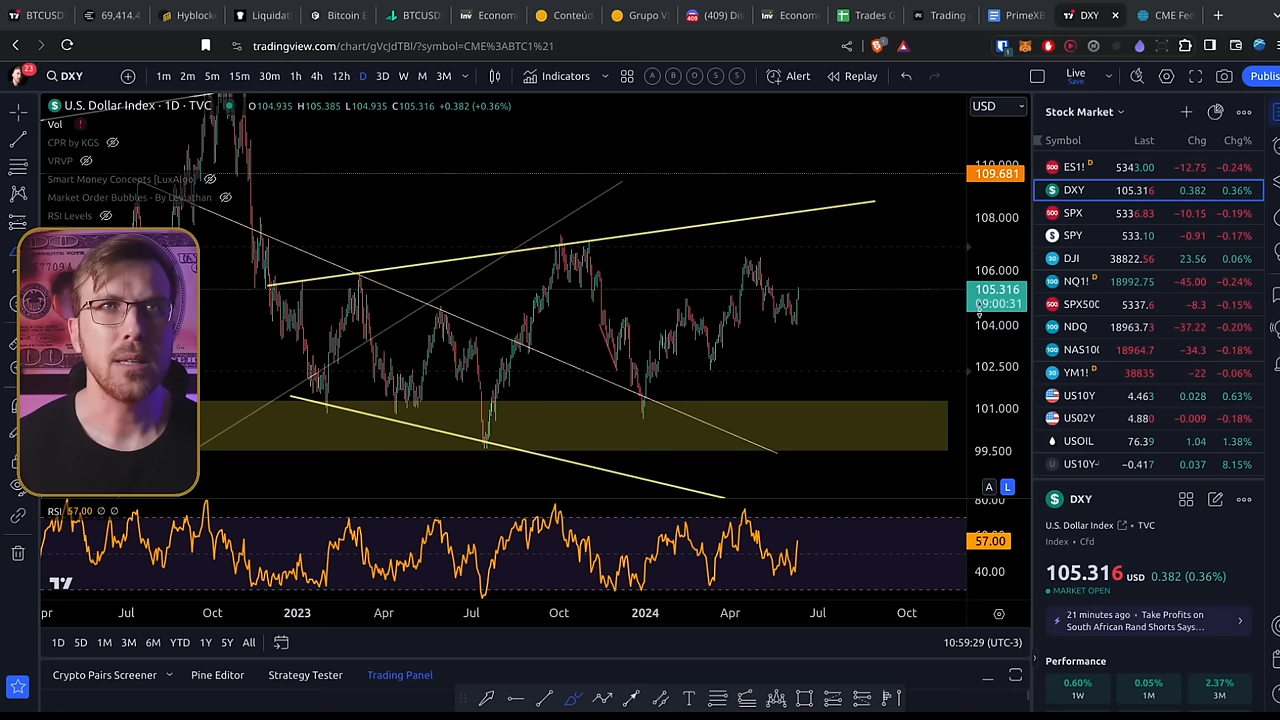 BTCUSD
69,414.4
Hyblock
Liquidati
Bitcoin E
BTCUSDT
Econom
Conteúd
Grupo VI
(409) Dis
Econom
Trades G
Trading
PrimeXB
DXY
CME Fed
tradingview.com/chart/gVcJdTBI/?symbol=CME%3ABTC1%21
23
DXY
1m 2m 5m 15m 30m 1h 4h 12h D 3D W M 3M
Indicators
A B O S S
Alert
Replay
Live
Save
Publis
U.S. Dollar Index · 1D · TVC
O104.935 H105.385 L104.935 C105.316 +0.382 (+0.36%)
USD
Vol
CPR by KGS
VRVP
Smart Money Concepts [LuxAlgo]
Market Order Bubbles - By Leviathan
RSI Levels
110.000
109.681
108.000
106.000
105.316
09:00:31
104.000
102.500
101.000
99.500
A L
RSI 57.00 ∅ ∅
80.00
57.00
40.00
pr Jul Oct 2023 Apr Jul Oct 2024 Apr Jul Oct
1D 5D 1M 3M 6M YTD 1Y 5Y All
10:59:29 (UTC-3)
Crypto Pairs Screener
Pine Editor
Strategy Tester
Trading Panel
Stock Market
Symbol Last Chg Chg%
ES1! D 5343.00 −12.75 −0.24%
DXY 105.316 0.382 0.36%
SPX 5336.83 −10.15 −0.19%
SPY 533.10 −0.91 −0.17%
DJI 38822.56 23.56 0.06%
NQ1! D 18992.75 −45.00 −0.24%
SPX500 5337.6 −8.3 −0.15%
NDQ 18963.73 −37.22 −0.20%
NAS100 18964.7 −34.3 −0.18%
YM1! D 38835 −22 −0.06%
US10Y 4.463 0.028 0.63%
US02Y 4.880 −0.009 −0.18%
USOIL 76.39 1.04 1.38%
US10Y- −0.417 0.037 8.15%
DXY
U.S. Dollar Index • TVC
Index • Cfd
105.316 USD 0.382 (0.36%)
MARKET OPEN
21 minutes ago • Take Profits on
South African Rand Shorts Says...
Performance
0.60% 0.05% 2.37%
1W 1M 3M